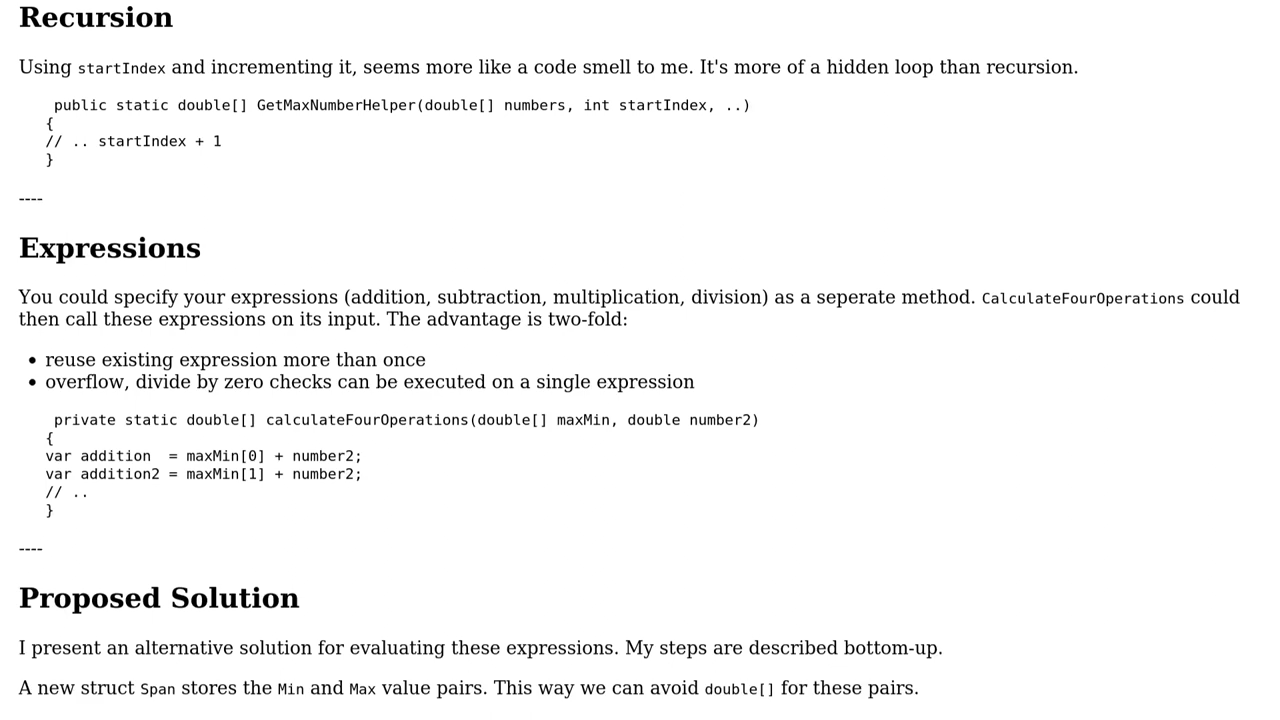 Recursion
Using startIndex and incrementing it, seems more like a code smell to me. It's more of a hidden loop than recursion.
public static double[] GetMaxNumberHelper(double[] numbers, int startIndex, ..)
{
// .. startIndex + 1
}
----
Expressions
You could specify your expressions (addition, subtraction, multiplication, division) as a seperate method. CalculateFourOperations could
then call these expressions on its input. The advantage is two-fold:
• reuse existing expression more than once
• overflow, divide by zero checks can be executed on a single expression
private static double[] calculateFourOperations(double[] maxMin, double number2)
{
var addition  = maxMin[0] + number2;
var addition2 = maxMin[1] + number2;
// ..
}
----
Proposed Solution
I present an alternative solution for evaluating these expressions. My steps are described bottom-up.
A new struct Span stores the Min and Max value pairs. This way we can avoid double[] for these pairs.